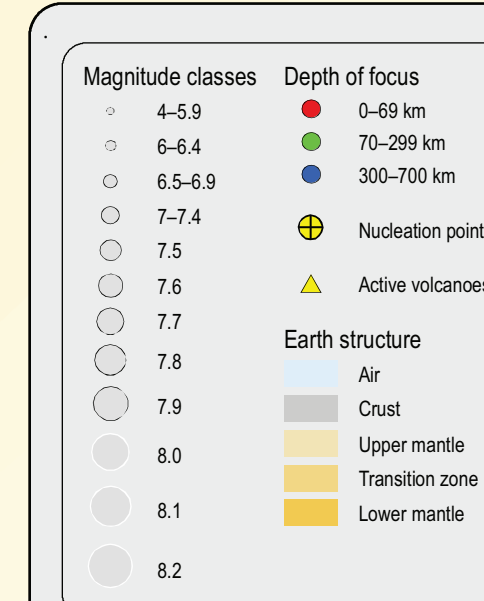 Magnitude classes
4–5.9
6–6.4
6.5–6.9
7–7.4
7.5
7.6
7.7
7.8
7.9
8.0
8.1
8.2
Depth of focus
0–69 km
70–299 km
300–700 km
Nucleation point
Active volcanoes
Earth structure
Air
Crust
Upper mantle
Transition zone
Lower mantle